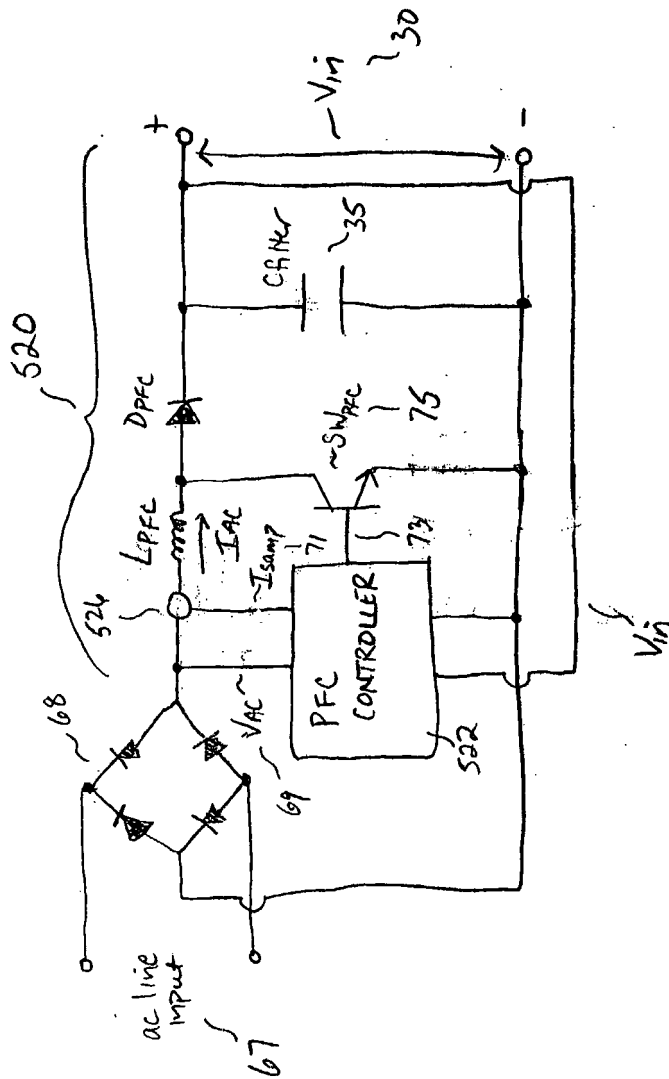 520
+
Vin
30
-
Cfilter
35
DPFC
LPFC
IAC
SWPFC
75
524
Isamp
71
73
68
VAC
69
PFC
CONTROLLER
522
Vin
ac line
input
67